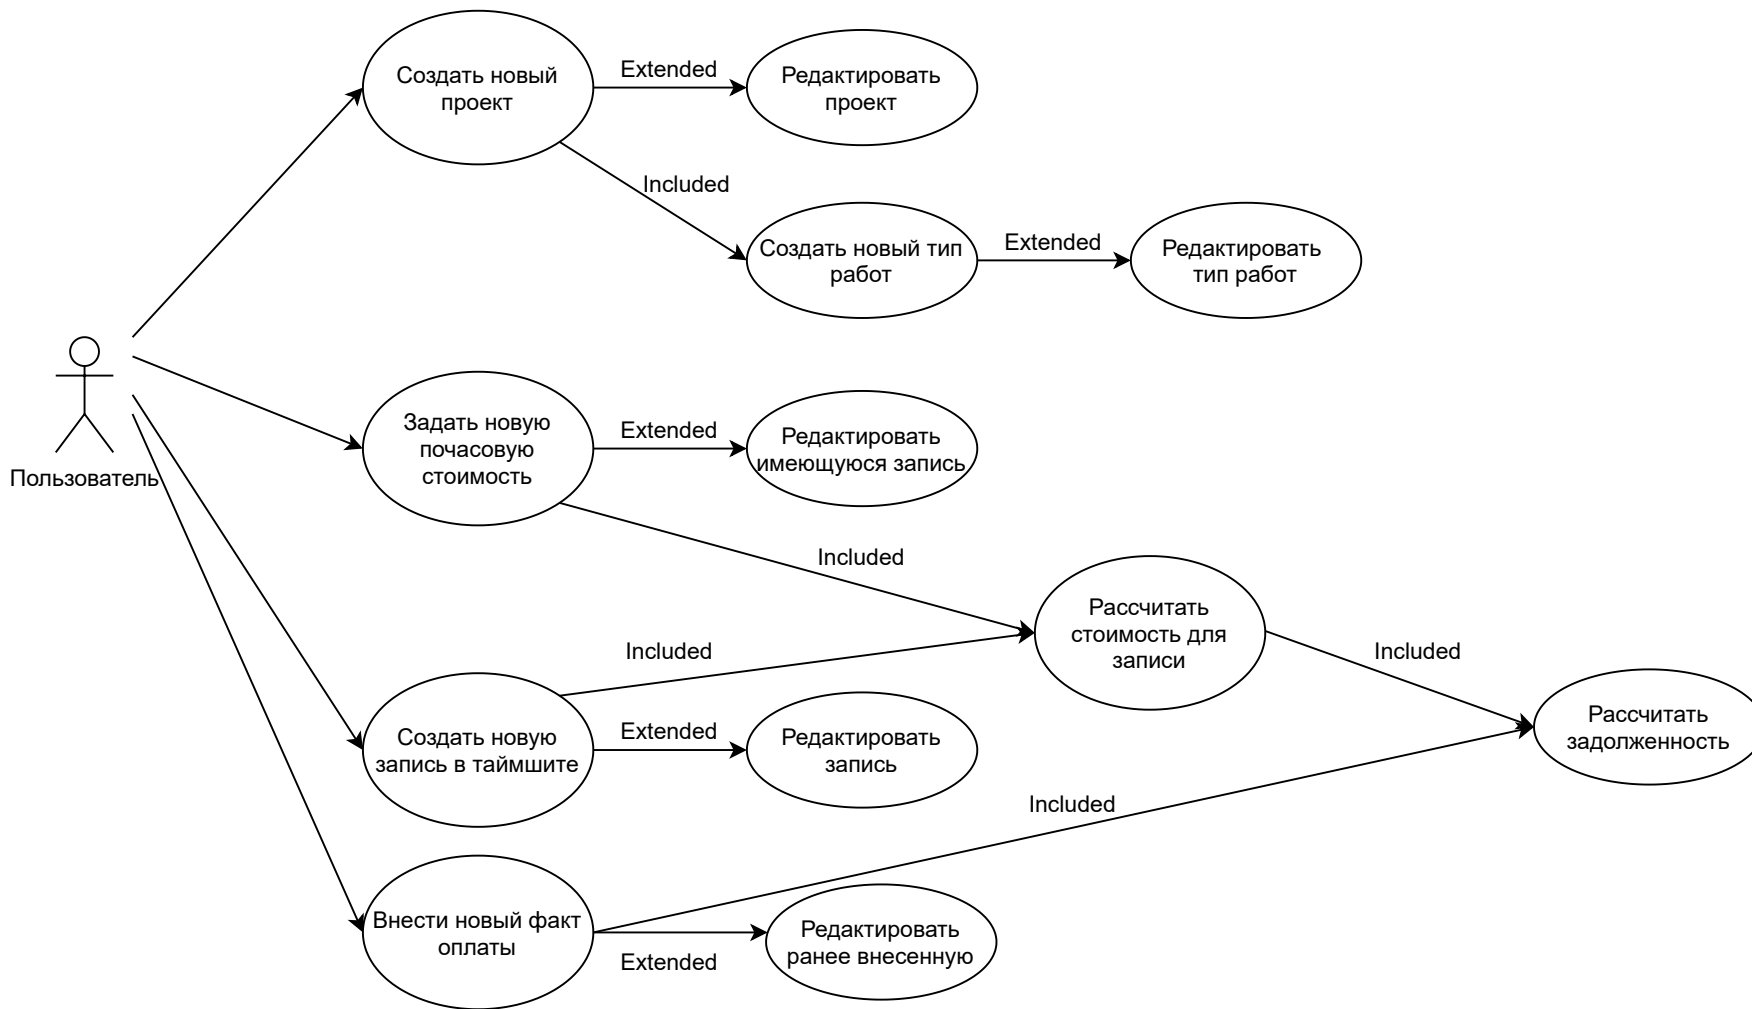 Создать новый
проект
Extended
Редактировать
проект
Included
Создать новый тип
работ
Extended
Редактировать
тип работ
Пользователь
Задать новую
почасовую
стоимость
Extended
Редактировать
имеющуюся запись
Included
Рассчитать
стоимость для
записи
Included
Included
Рассчитать
задолженность
Создать новую
запись в таймшите
Extended
Редактировать
запись
Included
Внести новый факт
оплаты
Extended
Редактировать
ранее внесенную